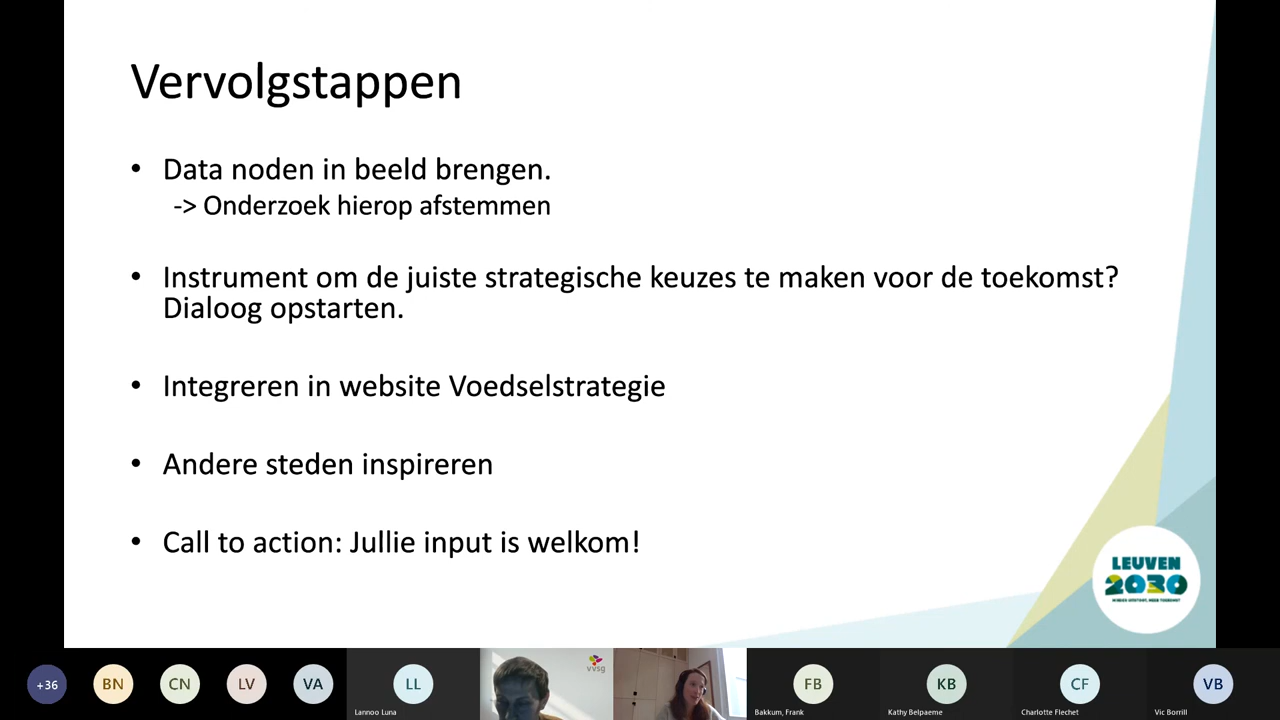 Vervolgstappen
• Data noden in beeld brengen.
-> Onderzoek hierop afstemmen
• Instrument om de juiste strategische keuzes te maken voor de toekomst?
Dialoog opstarten.
• Integreren in website Voedselstrategie
• Andere steden inspireren
• Call to action: Jullie input is welkom!
LEUVEN
2030
+36
BN
CN
LV
VA
LL
Lannoo Luna
vvsg
FB
Bakkum, Frank
KB
Kathy Belpaeme
CF
Charlotte Flechet
VB
Vic Borrill